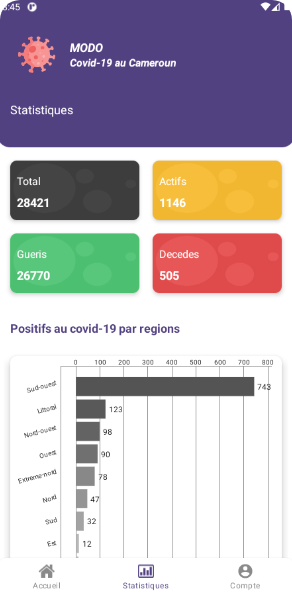 3:45
MODO
Covid-19 au Cameroun
Statistiques
Total
28421
Actifs
1146
Gueris
26770
Decedes
505
Positifs au covid-19 par regions
0 100 200 300 400 500 600 700 800
Sud-ouest 743
Littoral 123
Nord-ouest 98
Ouest 90
Extreme-nord 78
Nord 47
Sud 32
Est 12
Accueil Statistiques Compte